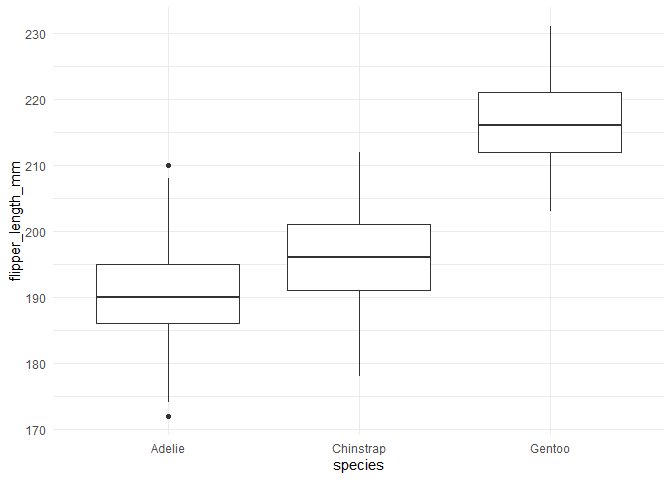 230
220
210
200
190
180
170
flipper_length_mm
Adelie
Chinstrap
Gentoo
species